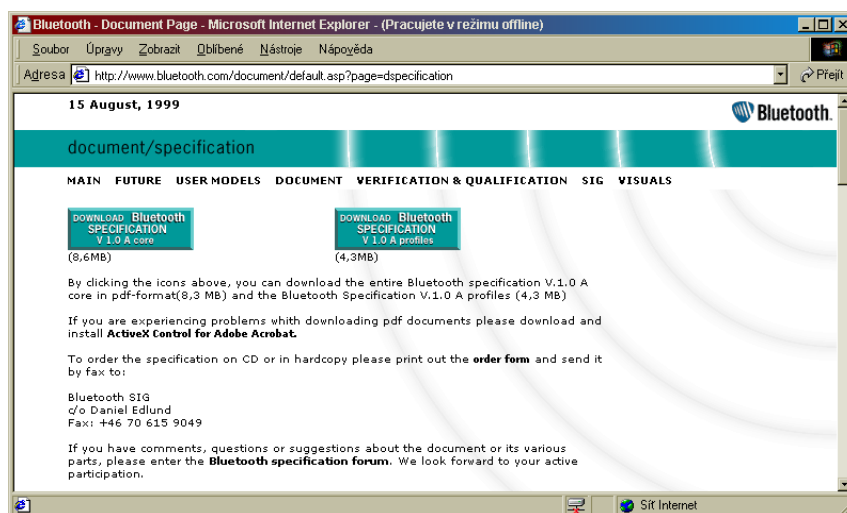 Bluetooth - Document Page - Microsoft Internet Explorer - (Pracujete v režimu offline)
Soubor Úpravy Zobrazit Oblíbené Nástroje Nápověda
Adresa http://www.bluetooth.com/document/default.asp?page=dspecification Přejít
15 August, 1999
Bluetooth.
document/specification
MAIN FUTURE USER MODELS DOCUMENT VERIFICATION & QUALIFICATION SIG VISUALS
DOWNLOAD Bluetooth
SPECIFICATION
V 1.0 A core
(8,6MB)
DOWNLOAD Bluetooth
SPECIFICATION
V 1.0 A profiles
(4,3MB)
By clicking the icons above, you can download the entire Bluetooth specification V.1.0 A
core in pdf-format(8,3 MB) and the Bluetooth Specification V.1.0 A profiles (4,3 MB)
If you are experiencing problems whith downloading pdf documents please download and
install ActiveX Control for Adobe Acrobat.
To order the specification on CD or in hardcopy please print out the order form and send it
by fax to:
Bluetooth SIG
c/o Daniel Edlund
Fax: +46 70 615 9049
If you have comments, questions or suggestions about the document or its various
parts, please enter the Bluetooth specification forum. We look forward to your active
participation.
Síť Internet